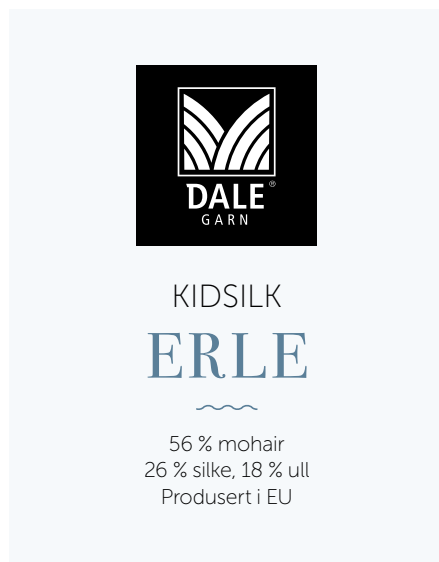 DALE®
GARN
KIDSILK
ERLE
56 % mohair
26 % silke, 18 % ull
Produsert i EU